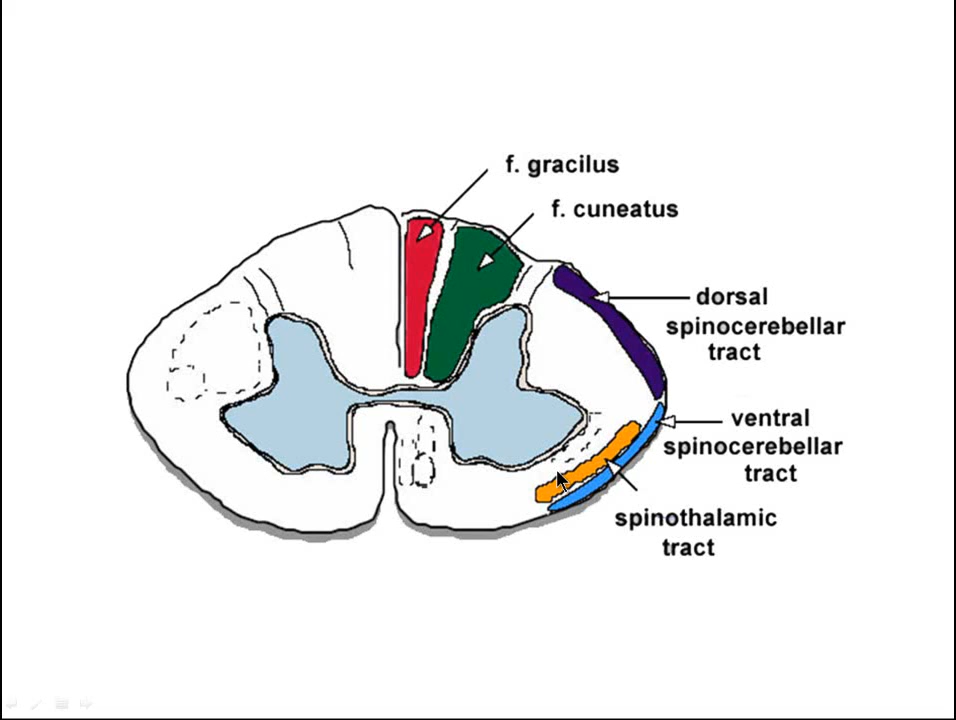 f. gracilus
f. cuneatus
dorsal
spinocerebellar
tract
ventral
spinocerebellar
tract
spinothalamic
tract